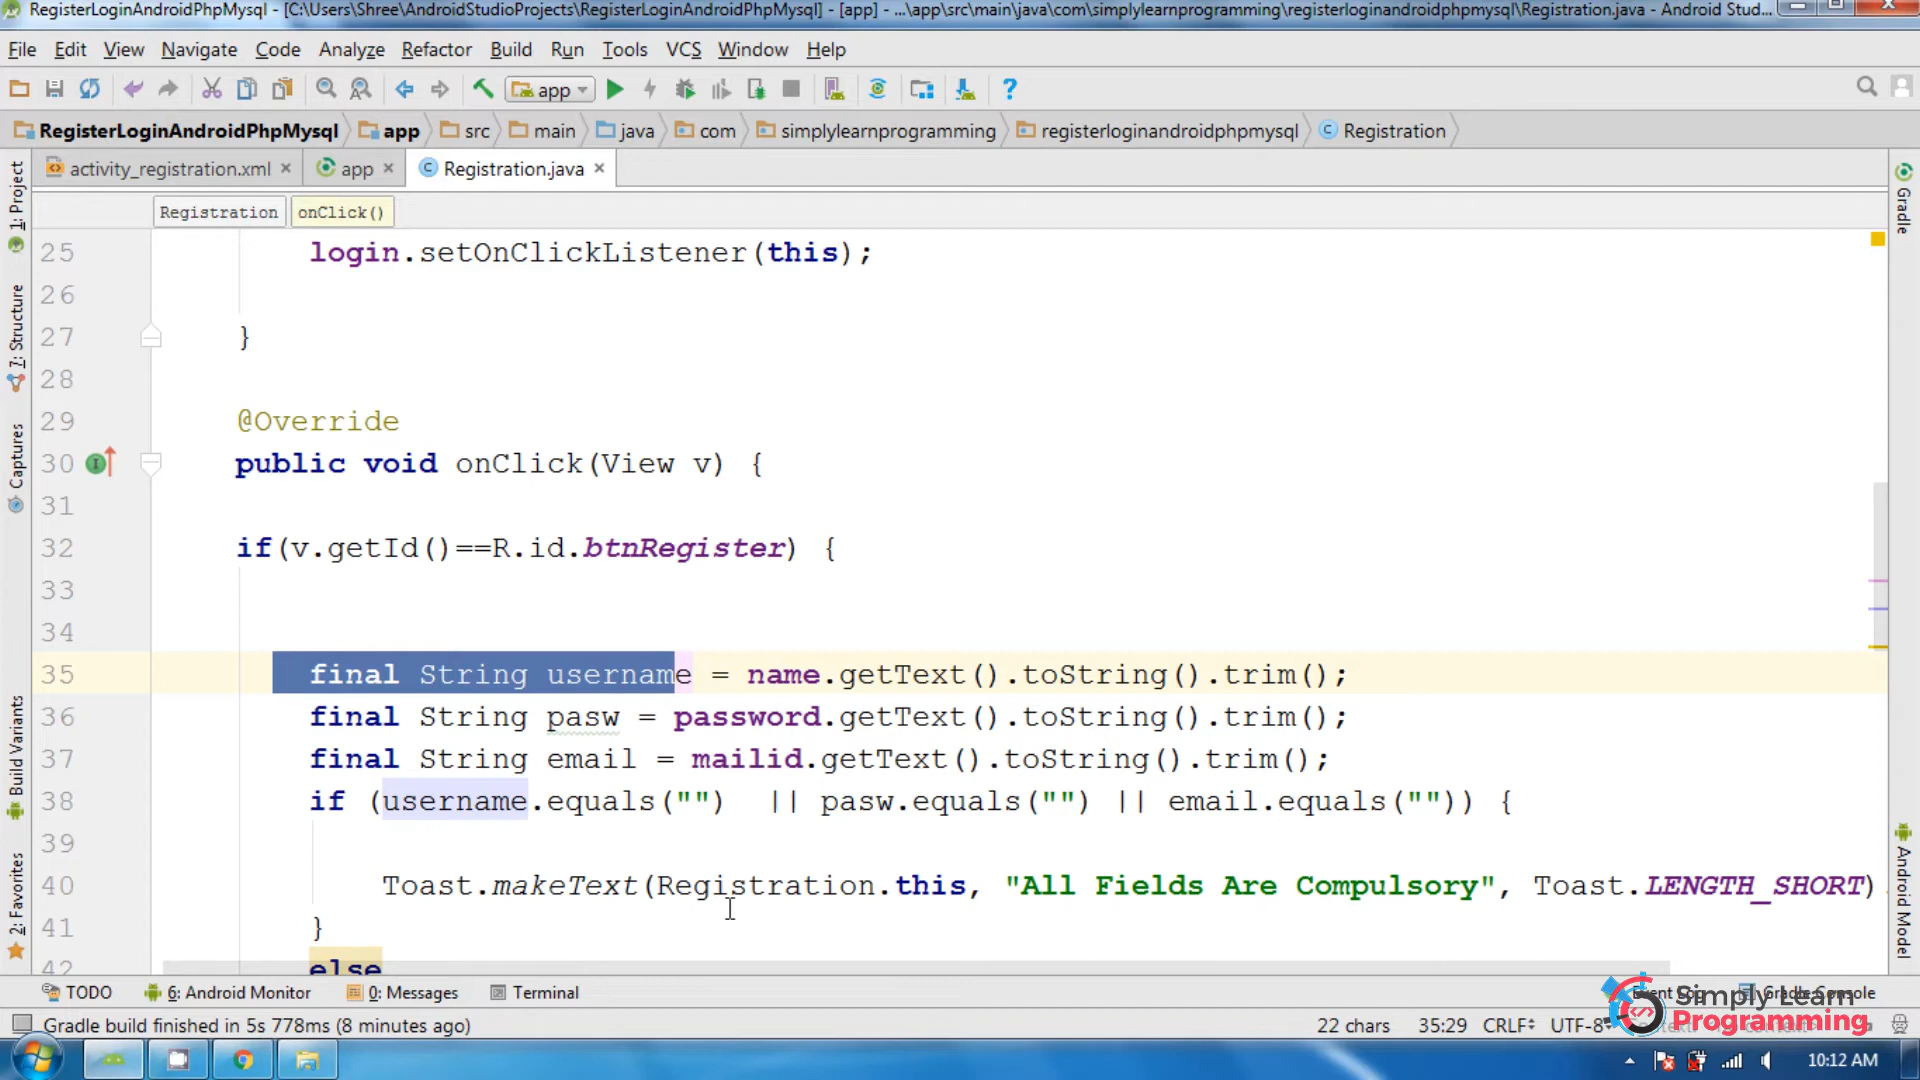 RegisterLoginAndroidPhpMysql - [C:\Users\Shree\AndroidStudioProjects\RegisterLoginAndroidPhpMysql] - [app] - ...\app\src\main\java\com\simplylearnprogramming\registerloginandroidphpmysql\Registration.java - Android Stud...
File Edit View Navigate Code Analyze Refactor Build Run Tools VCS Window Help
app
RegisterLoginAndroidPhpMysql app src main java com simplylearnprogramming registerloginandroidphpmysql Registration
activity_registration.xml app Registration.java
Registration onClick()
1: Project
7: Structure
Captures
Build Variants
2: Favorites
Gradle
Android Model
25 login.setOnClickListener(this);
26
27 }
28
29 @Override
30 public void onClick(View v) {
31
32 if(v.getId()==R.id.btnRegister) {
33
34
35 final String username = name.getText().toString().trim();
36 final String pasw = password.getText().toString().trim();
37 final String email = mailid.getText().toString().trim();
38 if (username.equals("") || pasw.equals("") || email.equals("")) {
39
40 Toast.makeText(Registration.this, "All Fields Are Compulsory", Toast.LENGTH_SHORT)
41 }
42 else
TODO 6: Android Monitor 0: Messages Terminal Event Log Gradle Console
Simply Learn
Programming
Gradle build finished in 5s 778ms (8 minutes ago) 22 chars 35:29 CRLF UTF-8
10:12 AM